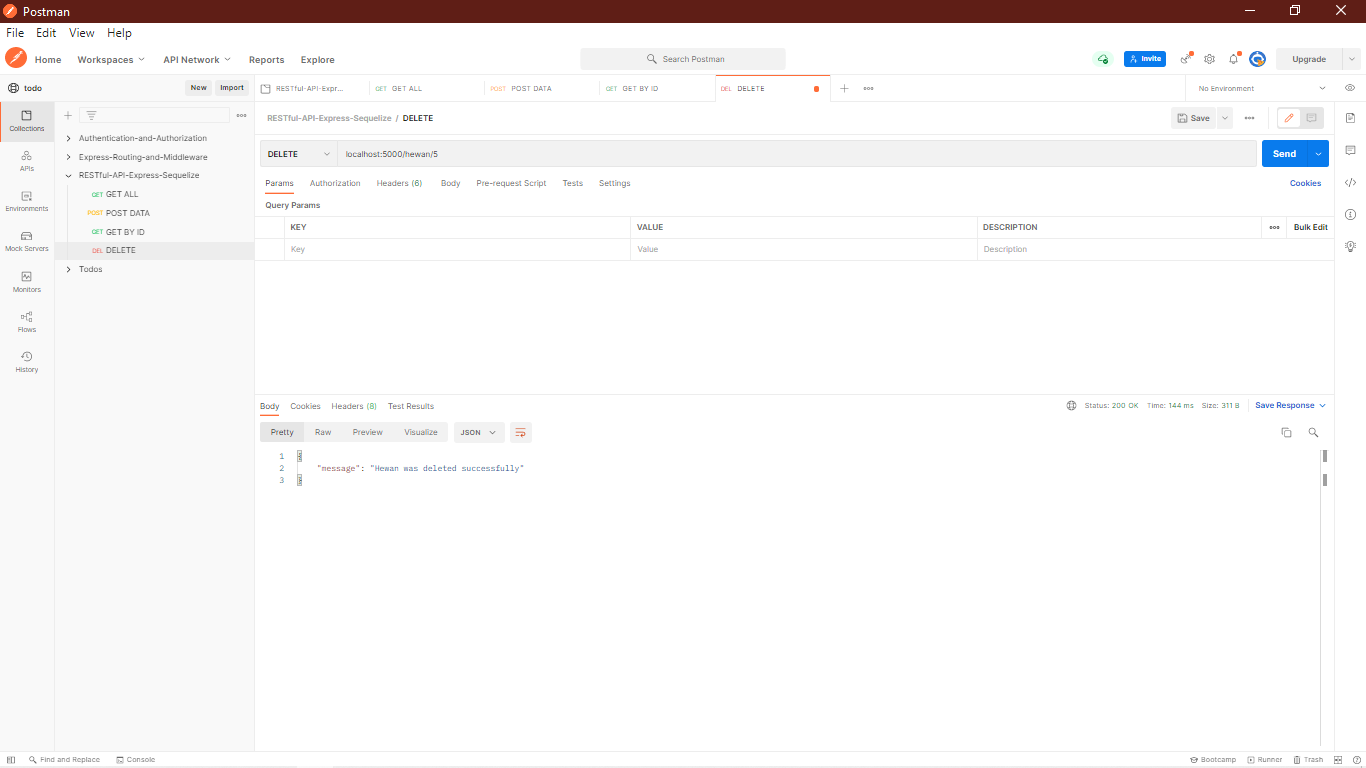 Postman
File Edit View Help
Home Workspaces API Network Reports Explore Search Postman Invite Upgrade
todo New Import
RESTful-API-Expr... GET GET ALL POST POST DATA GET GET BY ID DEL DELETE No Environment
Collections
APIs
Environments
Mock Servers
Monitors
Flows
History
Authentication-and-Authorization
Express-Routing-and-Middleware
RESTful-API-Express-Sequelize
GET GET ALL
POST POST DATA
GET GET BY ID
DEL DELETE
Todos
RESTful-API-Express-Sequelize / DELETE Save
DELETE localhost:5000/hewan/5 Send
Params Authorization Headers (6) Body Pre-request Script Tests Settings Cookies
Query Params
KEY VALUE DESCRIPTION Bulk Edit
Key Value Description
Body Cookies Headers (8) Test Results Status: 200 OK Time: 144 ms Size: 311 B Save Response
Pretty Raw Preview Visualize JSON
1 {
2 "message": "Hewan was deleted successfully"
3 }
Find and Replace Console Bootcamp Runner Trash